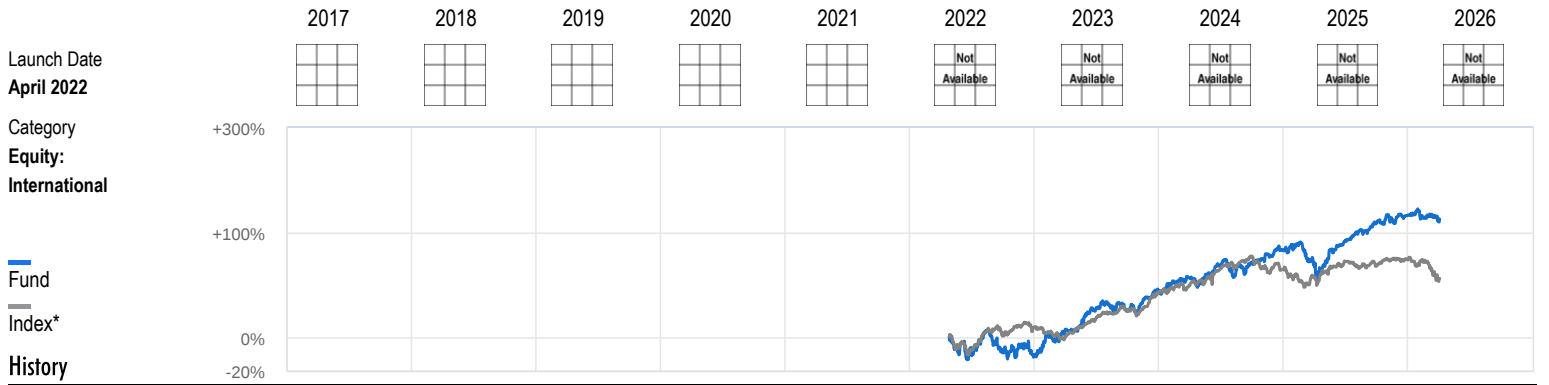 2017 2018 2019 2020 2021 2022 2023 2024 2025 2026
Launch Date
April 2022
Not Not Not Not Not
Available Available Available Available Available
Category
Equity:
International
+300%
+100%
0%
-20%
Fund
Index*
History